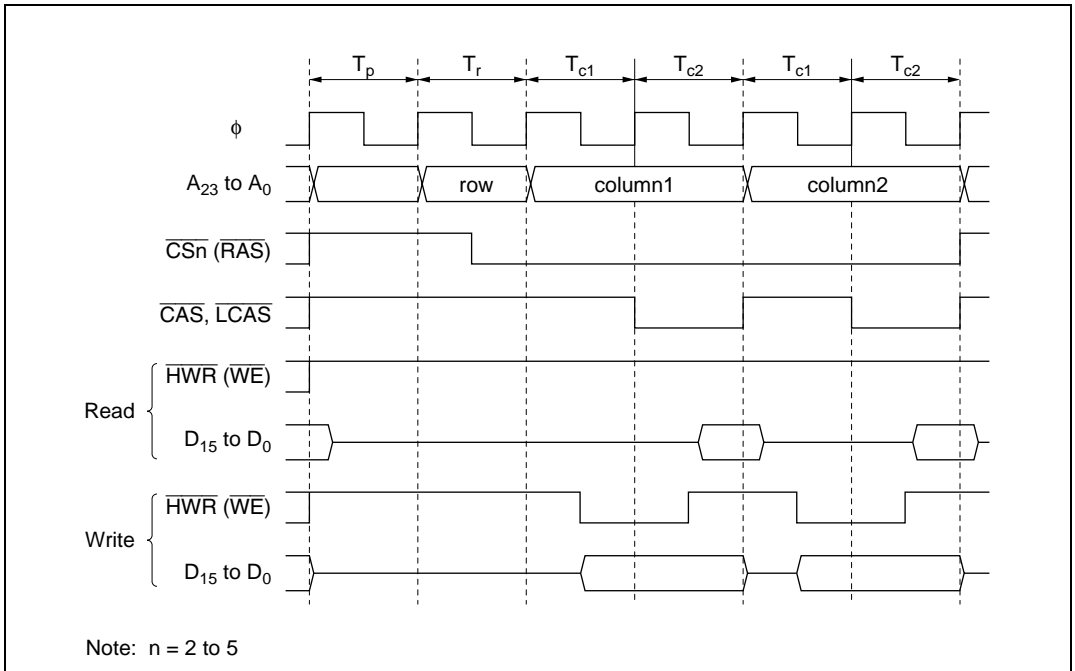 Tp Tr Tc1 Tc2 Tc1 Tc2
ϕ
A23 to A0 row column1 column2
CSn (RAS)
CAS, LCAS
Read
HWR (WE)
D15 to D0
Write
HWR (WE)
D15 to D0
Note: n = 2 to 5